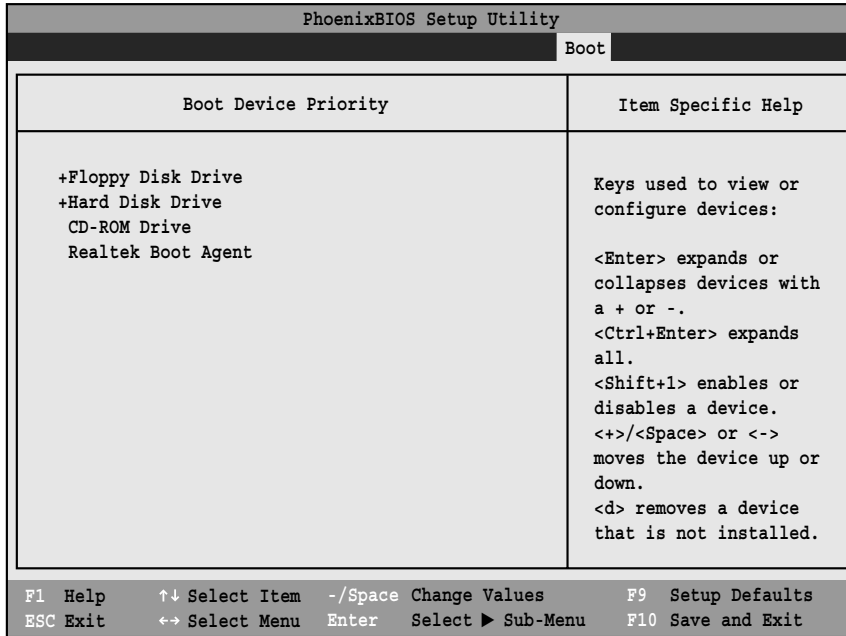 PhoenixBIOS Setup Utility
Boot
Boot Device Priority
+Floppy Disk Drive
+Hard Disk Drive
CD-ROM Drive
Realtek Boot Agent
Item Specific Help
Keys used to view or
configure devices:
<Enter> expands or
collapses devices with
a + or -.
<Ctrl+Enter> expands
all.
<Shift+1> enables or
disables a device.
<+>/<Space> or <->
moves the device up or
down.
<d> removes a device
that is not installed.
F1 Help ↑↓ Select Item -/Space Change Values F9 Setup Defaults
ESC Exit ←→ Select Menu Enter Select ▶ Sub-Menu F10 Save and Exit